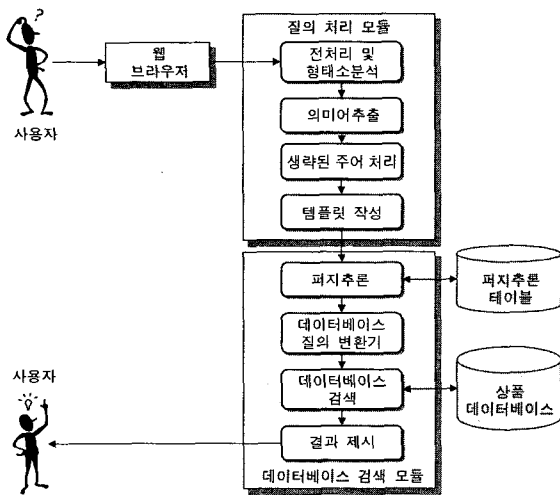 ?
질의 처리 모듈
전처리 및
형태소분석
웹
브라우저
사용자
의미어추출
생략된 주어 처리
템플릿 작성
퍼지추론
퍼지추론
테이블
데이터베이스
질의 변환기
사용자
데이터베이스
검색
상품
데이터베이스
결과 제시
데이터베이스 검색 모듈